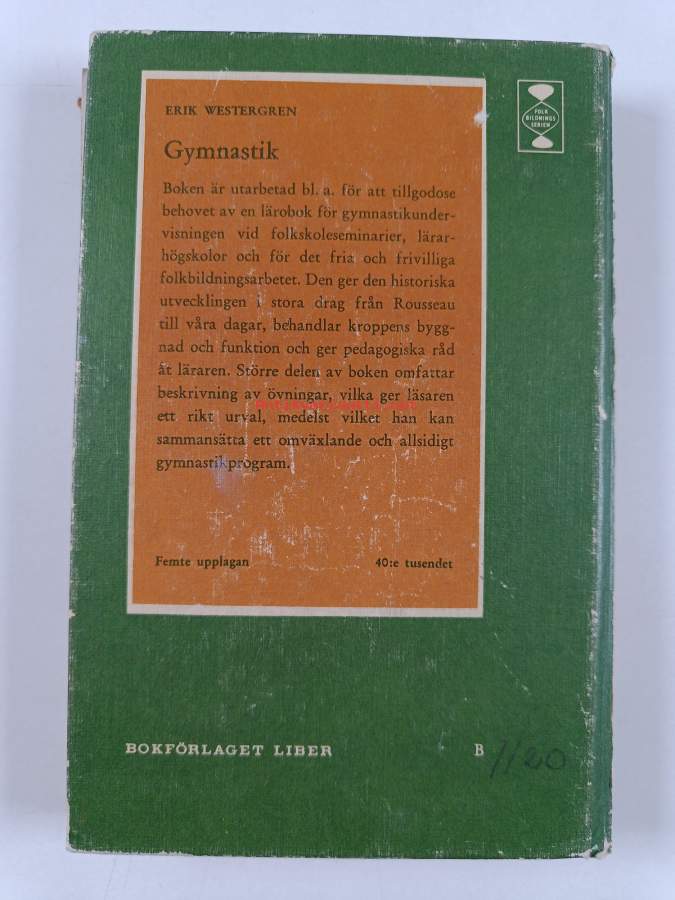 ERIK WESTERGREN
FOLK
BILDNINGS
SERIEN
Gymnastik
Boken är utarbetad bl. a. för att tillgodose
behovet av en lärobok för gymnastikunder-
visningen vid folkskoleseminarier, lärar-
högskolor och för det fria och frivilliga
folkbildningsarbetet. Den ger den historiska
utvecklingen i stora drag från Rousseau
till våra dagar, behandlar kroppens bygg-
nad och funktion och ger pedagogiska råd
åt läraren. Större delen av boken omfattar
beskrivning av övningar, vilka ger läsaren
ett rikt urval, medelst vilket han kan
sammansätta ett omväxlande och allsidigt
gymnastikprogram.
Femte upplagan 40:e tusendet
BOKFÖRLAGET LIBER B